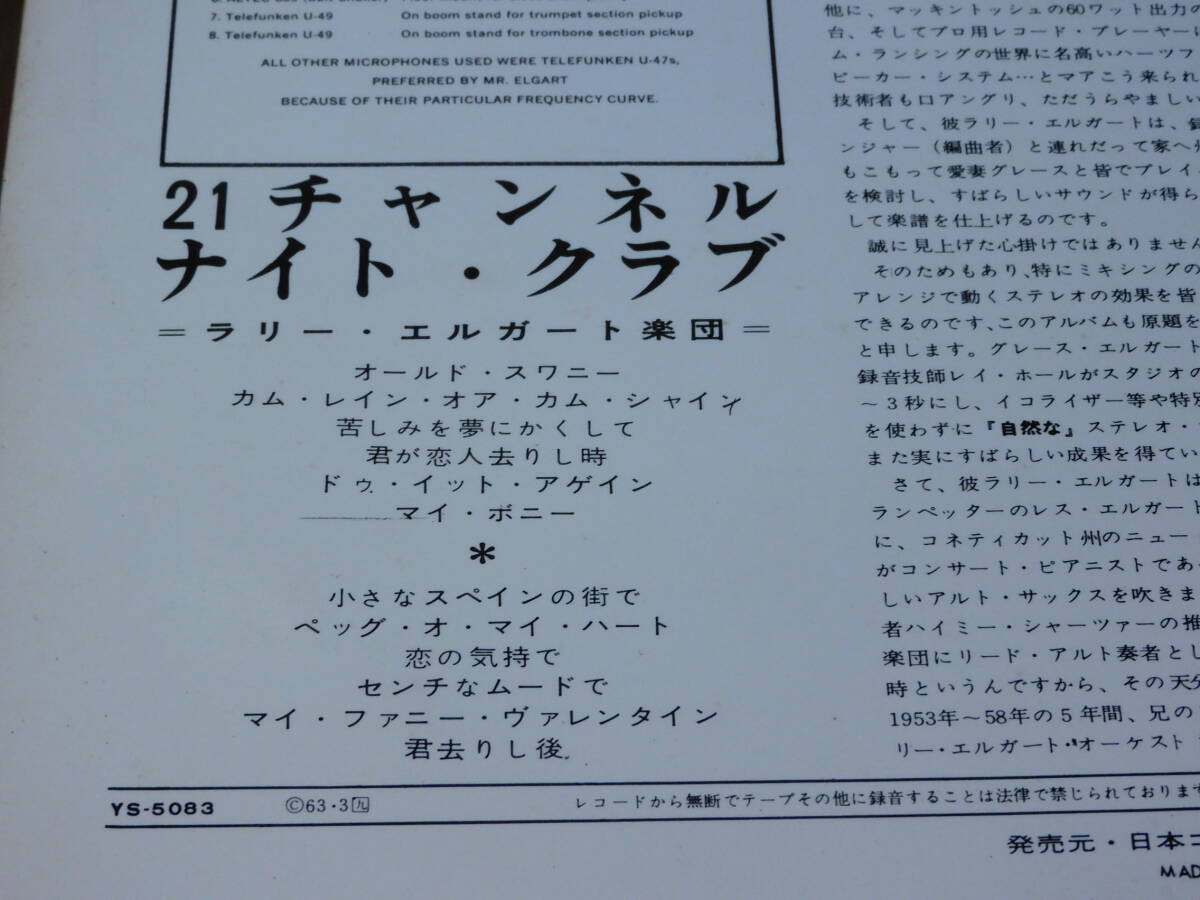 7. Telefunken U-49 On boom stand for trumpet section pickup
8. Telefunken U-49 On boom stand for trombone section pickup
ALL OTHER MICROPHONES USED WERE TELEFUNKEN U-47s,
PREFERRED BY MR. ELGART
BECAUSE OF THEIR PARTICULAR FREQUENCY CURVE.
21チャンネル
ナイト・クラブ
=ラリー・エルガート楽団=
オールド・スワニー
カム・レイン・オア・カム・シャイン
苦しみを夢にかくして
君が恋人去りし時
ドゥ・イット・アゲイン
マイ・ボニー
*
小さなスペインの街で
ペッグ・オ・マイ・ハート
恋の気持で
センチなムードで
マイ・ファニー・ヴァレンタイン
君去りし後
他に、マッキントッシュの60ワット出力の
台、そしてプロ用レコード・プレーヤーに
ム・ランシングの世界に名高いハーツフ
ピーカー・システム…とマアこう来られ
技術者も口アングリ、ただうらやましい
そして、彼ラリー・エルガートは、
ンジャー（編曲者）と連れだって家へ
もこもって愛妻グレースと皆でプレイ
を検討し、すばらしいサウンドが得ら
して楽譜を仕上げるのです。
誠に見上げた心掛けではありません
そのためもあり、特にミキシングの
アレンジで動くステレオの効果を皆
できるのです、このアルバムも原題を
と申します。グレース・エルガート
録音技師レイ・ホールがスタジオの
～3秒にし、イコライザー等や特別
を使わずに『自然な』ステレオ・
また実にすばらしい成果を得てい
さて、彼ラリー・エルガートは
ランペッターのレス・エルガート
に、コネティカット州のニュー
がコンサート・ピアニストであ
しいアルト・サックスを吹きま
者ハイミー・シャーツァーの推
楽団にリード・アルト奏者とし
時というんですから、その天分
1953年～58年の5年間、兄の
リー・エルガート・オーケスト
YS-5083 Ⓒ63・3九 レコードから無断でテープその他に録音することは法律で禁じられております
発売元・日本コ
MAD